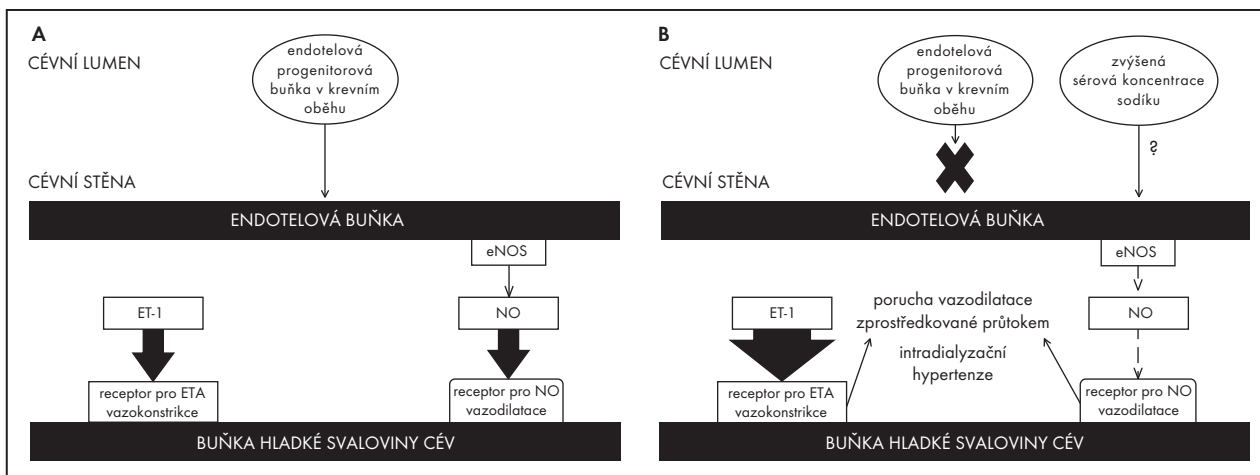 A
CÉVNÍ LUMEN
endotelová
progenitorová
buňka v krevním
oběhu
CÉVNÍ STĚNA
ENDOTELOVÁ BUŇKA
eNOS
ET-1
NO
receptor pro ETA
vazokonstrikce
receptor pro NO
vazodilatace
BUŇKA HLADKÉ SVALOVINY CÉV
B
CÉVNÍ LUMEN
endotelová
progenitorová
buňka v krevním
oběhu
zvýšená
sérová koncentrace
sodíku
?
CÉVNÍ STĚNA
ENDOTELOVÁ BUŇKA
eNOS
ET-1
porucha vazodilatace
zprostředkované průtokem
intradialyzační
hypertenze
NO
receptor pro ETA
vazokonstrikce
receptor pro NO
vazodilatace
BUŇKA HLADKÉ SVALOVINY CÉV